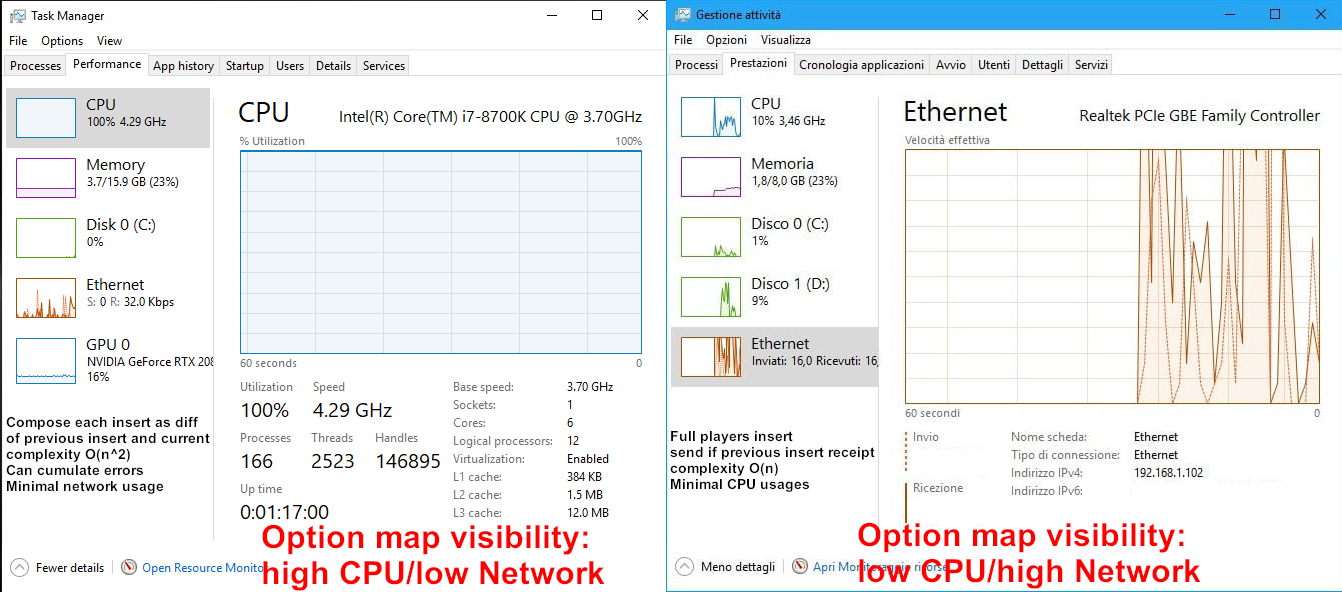 Task Manager
File Options View
Processes Performance App history Startup Users Details Services
CPU
100% 4.29 GHz
Memory
3.7/15.9 GB (23%)
Disk 0 (C:)
0%
Ethernet
S: 0 R: 32.0 Kbps
GPU 0
NVIDIA GeForce RTX 208
16%
Compose each insert as diff
of previous insert and current
complexity O(n^2)
Can cumulate errors
Minimal network usage
CPU
Intel(R) Core(TM) i7-8700K CPU @ 3.70GHz
% Utilization 100%
60 seconds 0
Utilization Speed
100% 4.29 GHz
Processes Threads Handles
166 2523 146895
Up time
0:01:17:00
Base speed: 3.70 GHz
Sockets: 1
Cores: 6
Logical processors: 12
Virtualization: Enabled
L1 cache: 384 KB
L2 cache: 1.5 MB
L3 cache: 12.0 MB
Option map visibility:
high CPU/low Network
Fewer details Open Resource Monito
Gestione attività
File Opzioni Visualizza
Processi Prestazioni Cronologia applicazioni Avvio Utenti Dettagli Servizi
CPU
10% 3,46 GHz
Memoria
1,8/8,0 GB (23%)
Disco 0 (C:)
1%
Disco 1 (D:)
9%
Ethernet
Inviati: 16,0 Ricevuti: 16,
Full players insert
send if previous insert receipt
complexity O(n)
Minimal CPU usages
Ethernet
Realtek PCIe GBE Family Controller
Velocità effettiva
60 secondi 0
Invio
Ricezione
Nome scheda: Ethernet
Tipo di connessione: Ethernet
Indirizzo IPv4: 192.168.1.102
Indirizzo IPv6:
Option map visibility:
low CPU/high Network
Meno dettagli Apri Monitoraggio risorse